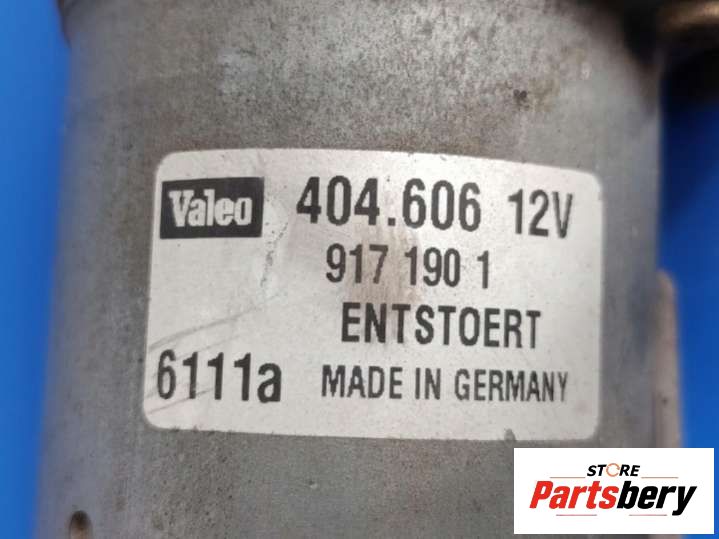 Valeo 404.606 12V
917 190 1
ENTSTOERT
6111a MADE IN GERMANY
STORE
Partsbery